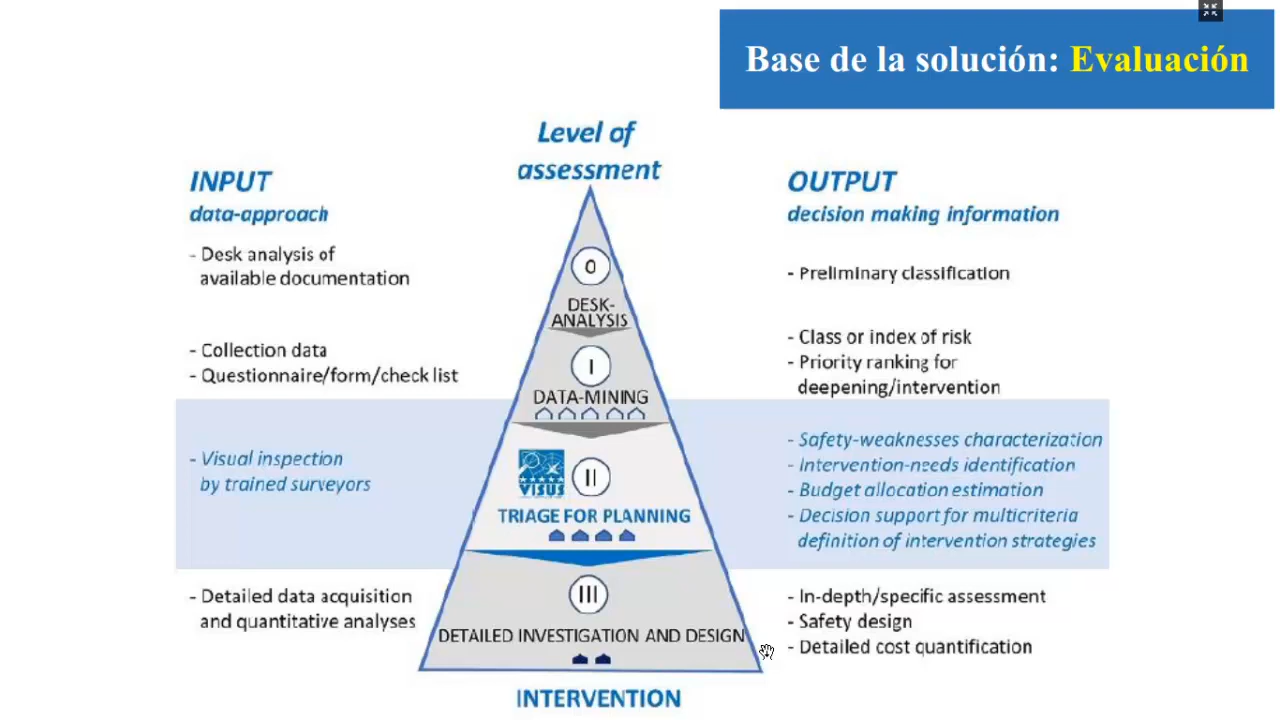 Base de la solución: Evaluación
Level of
assessment
INPUT
data-approach
OUTPUT
decision making information
- Desk analysis of
available documentation
0
DESK-
ANALYSIS
- Preliminary classification
- Collection data
- Questionnaire/form/check list
I
DATA-MINING
- Class or index of risk
- Priority ranking for
deepening/intervention
- Visual inspection
by trained surveyors
VISUS
II
TRIAGE FOR PLANNING
- Safety-weaknesses characterization
- Intervention-needs identification
- Budget allocation estimation
- Decision support for multicriteria
definition of intervention strategies
- Detailed data acquisition
and quantitative analyses
III
DETAILED INVESTIGATION AND DESIGN
- In-depth/specific assessment
- Safety design
- Detailed cost quantification
INTERVENTION